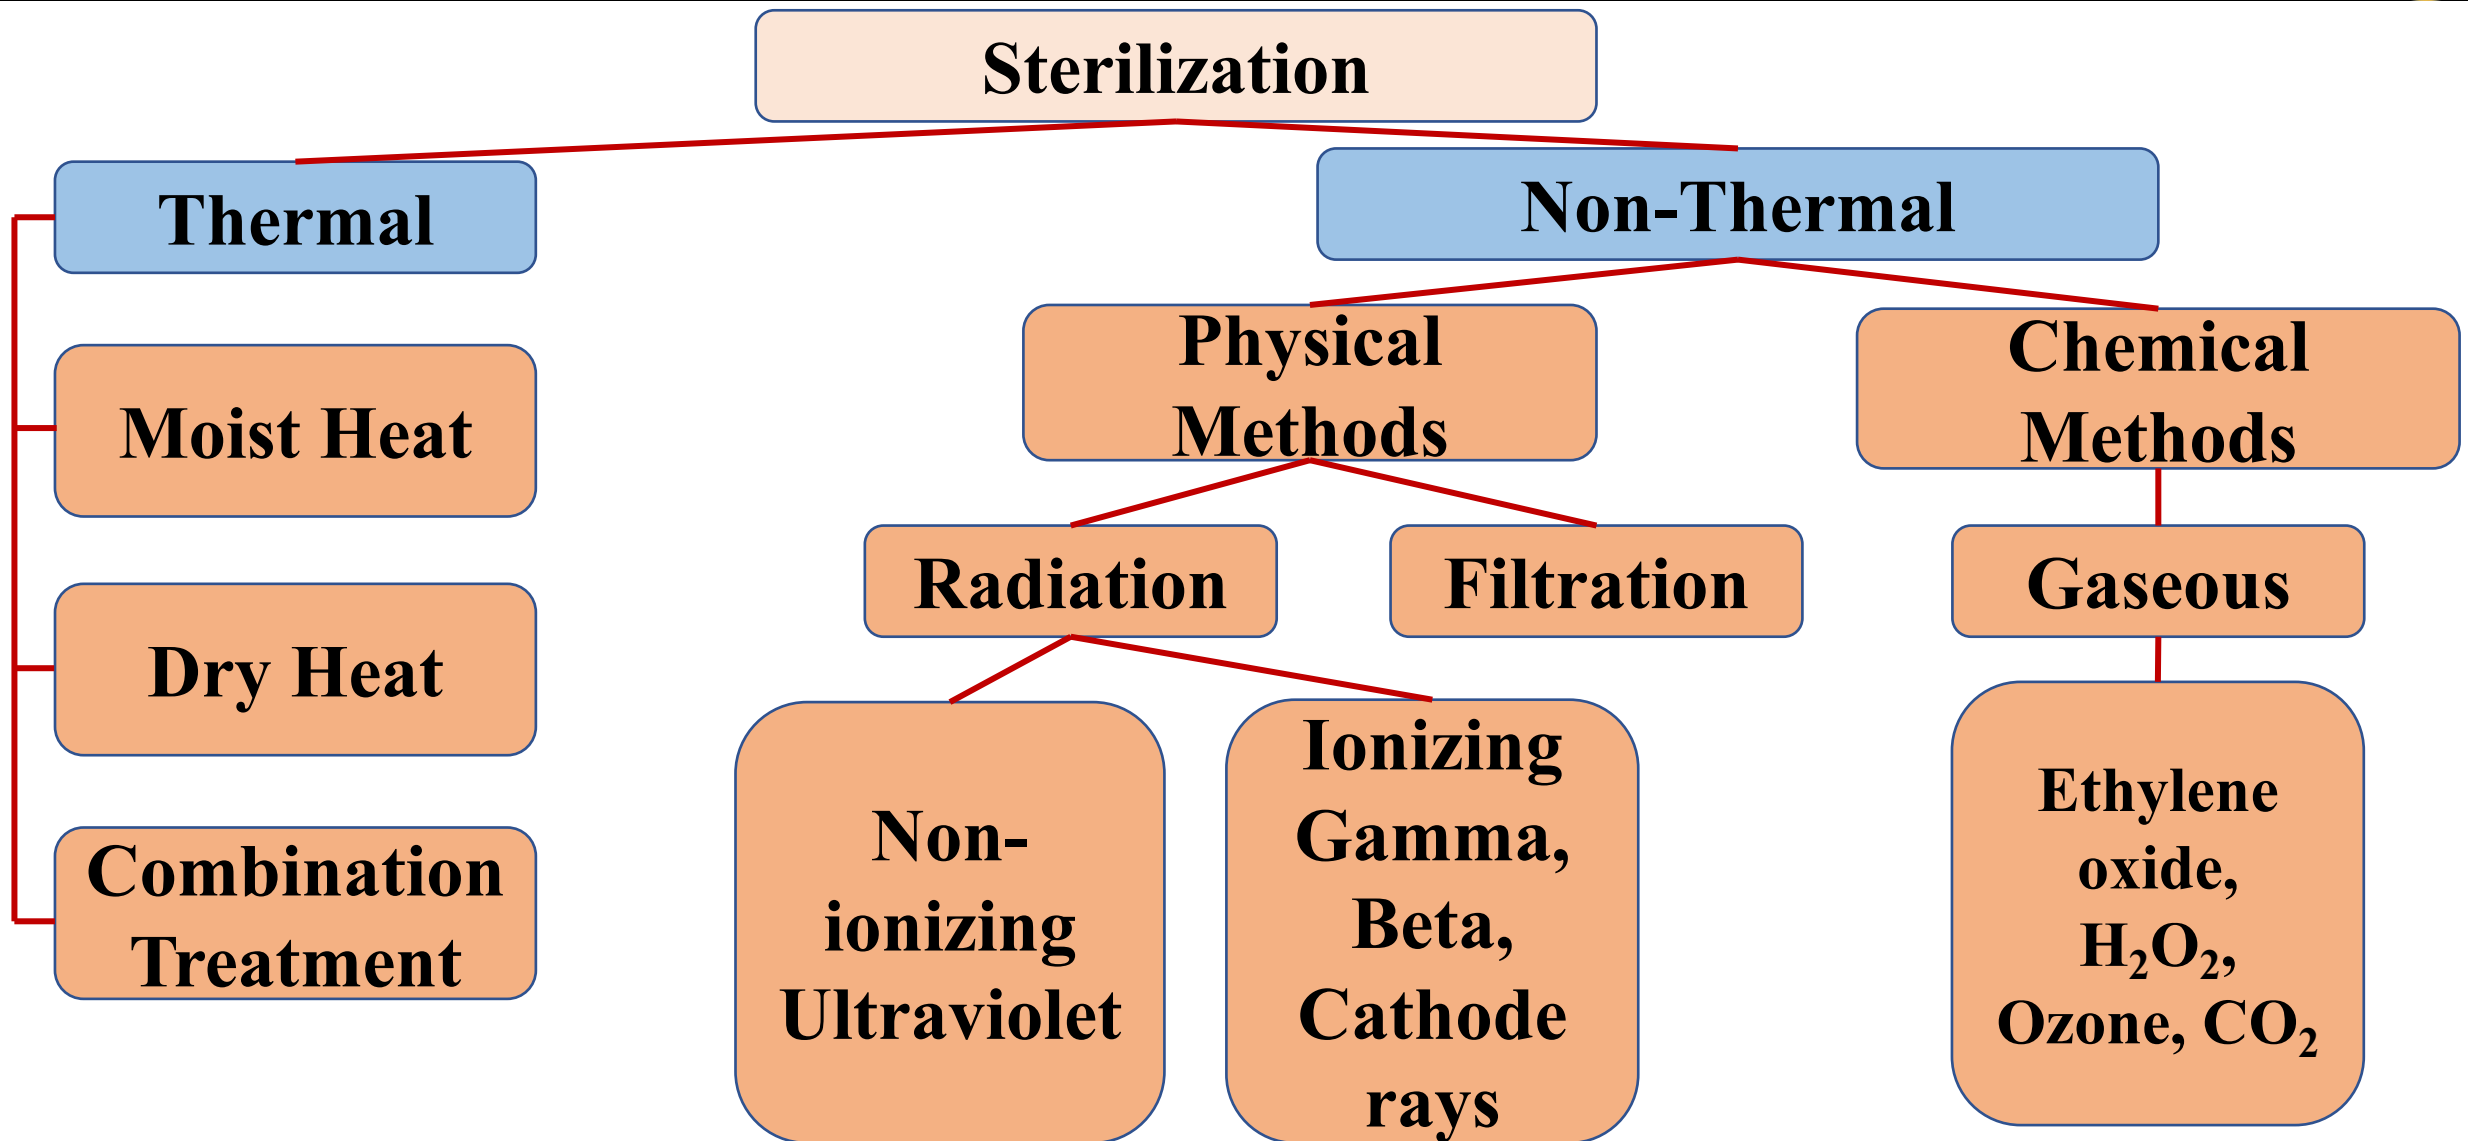 Sterilization
Thermal
Non-Thermal
Moist Heat
Dry Heat
Combination
Treatment
Physical
Methods
Chemical
Methods
Radiation
Filtration
Gaseous
Non-
ionizing
Ultraviolet
Ionizing
Gamma,
Beta,
Cathode
rays
Ethylene
oxide,
H₂O₂,
Ozone, CO₂